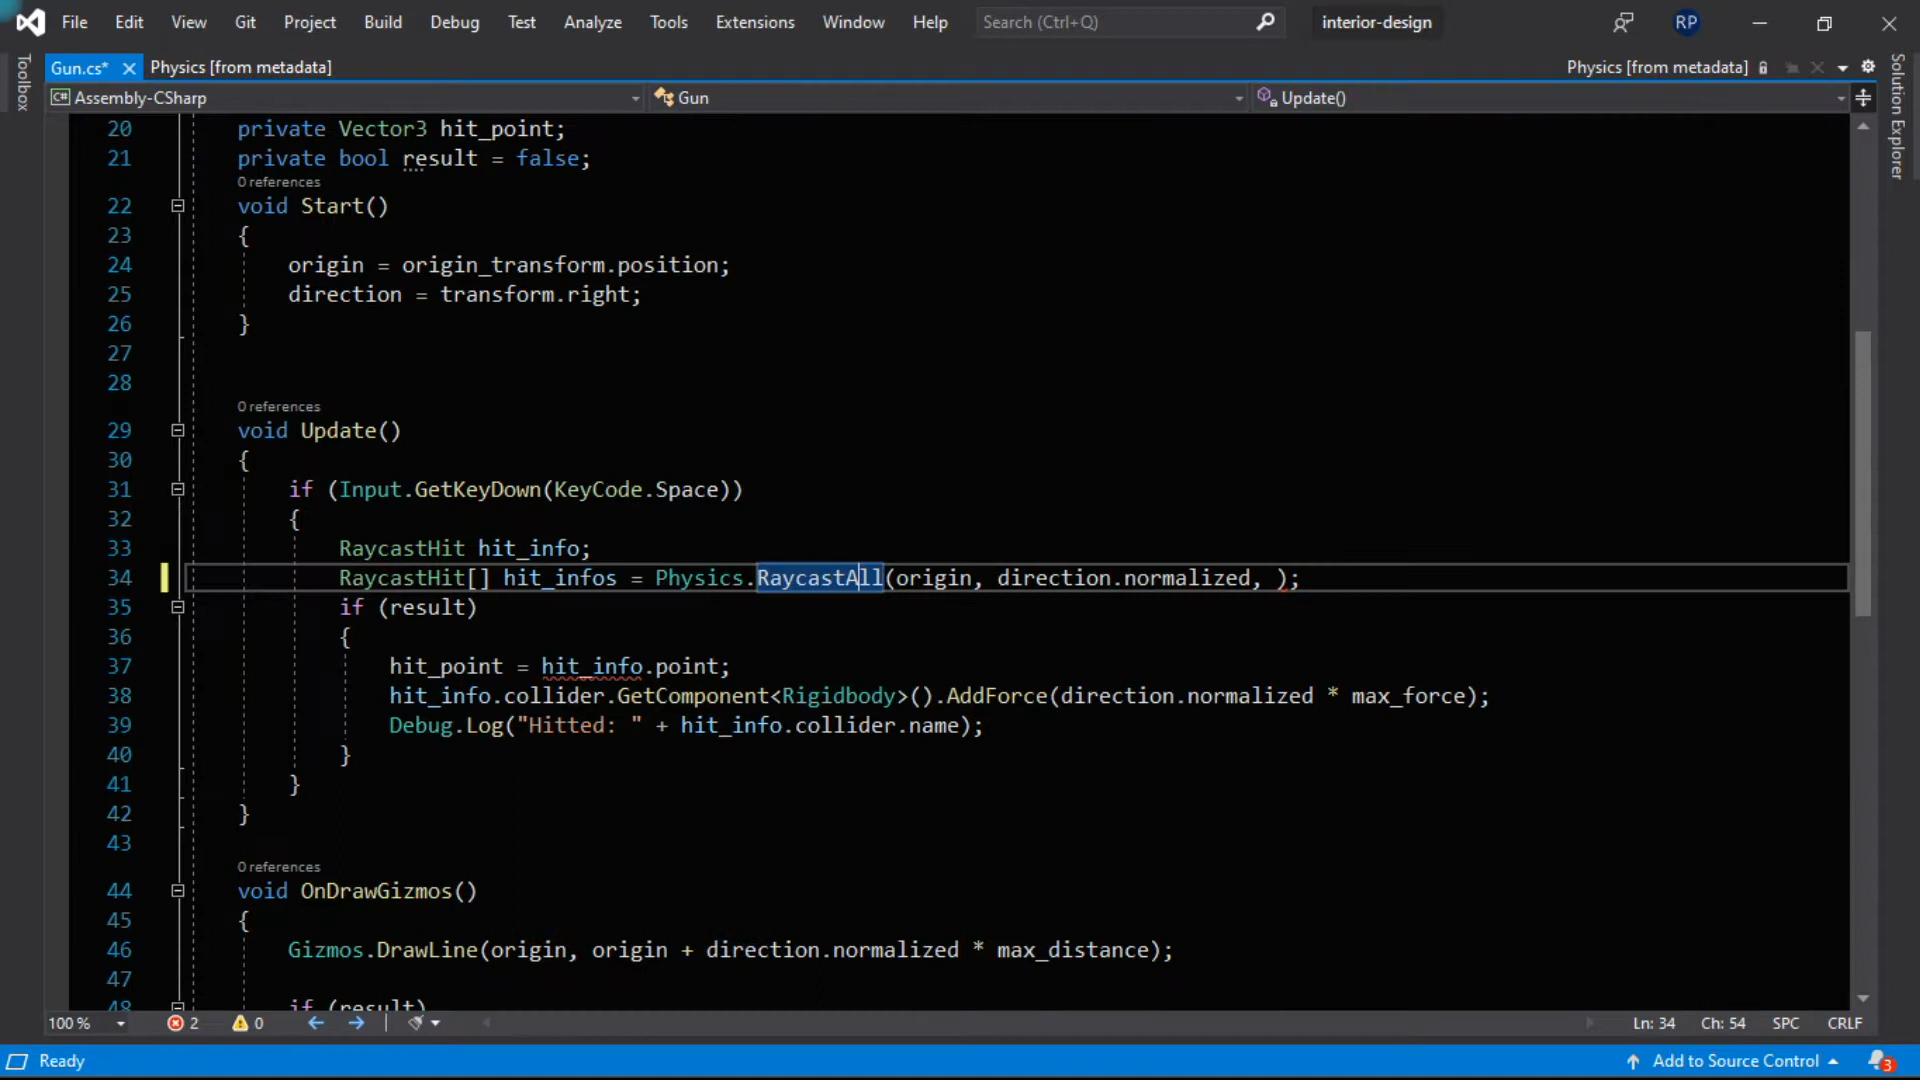 File Edit View Git Project Build Debug Test Analyze Tools Extensions Window Help Search (Ctrl+Q) interior-design RP
Toolbox
Gun.cs* Physics [from metadata] Physics [from metadata]
Solution Explorer
C# Assembly-CSharp Gun Update()
20 private Vector3 hit_point;
21 private bool result = false;
0 references
22 void Start()
23 {
24 origin = origin_transform.position;
25 direction = transform.right;
26 }
27
28
0 references
29 void Update()
30 {
31 if (Input.GetKeyDown(KeyCode.Space))
32 {
33 RaycastHit hit_info;
34 RaycastHit[] hit_infos = Physics.RaycastAll(origin, direction.normalized, );
35 if (result)
36 {
37 hit_point = hit_info.point;
38 hit_info.collider.GetComponent<Rigidbody>().AddForce(direction.normalized * max_force);
39 Debug.Log("Hitted: " + hit_info.collider.name);
40 }
41 }
42 }
43
0 references
44 void OnDrawGizmos()
45 {
46 Gizmos.DrawLine(origin, origin + direction.normalized * max_distance);
47
48 if (result)
100 % 2 0 Ln: 34 Ch: 54 SPC CRLF
Ready Add to Source Control 3